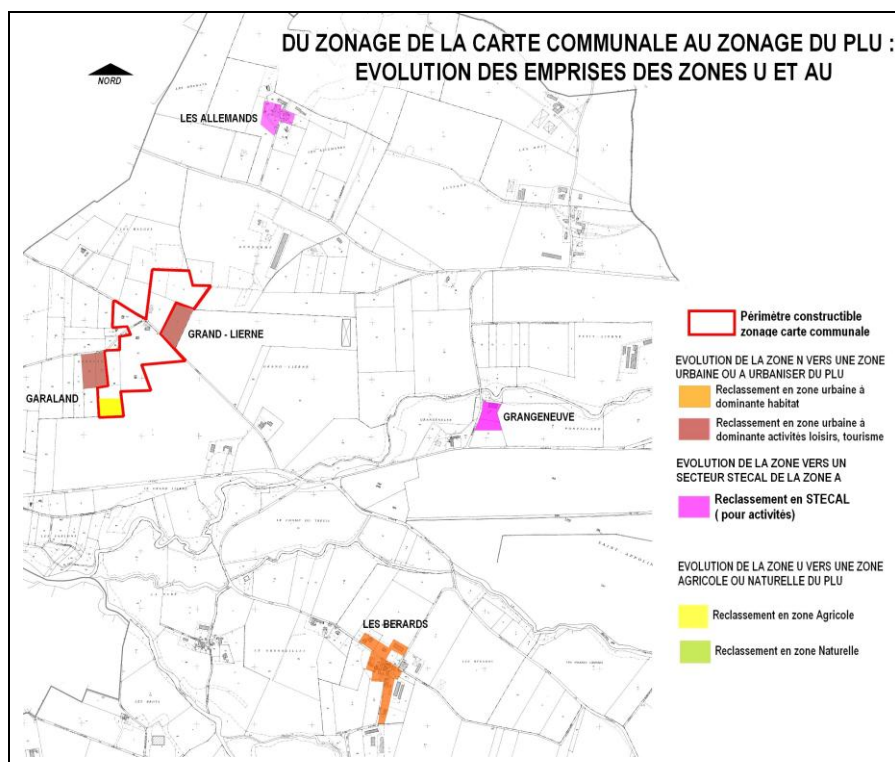 DU ZONAGE DE LA CARTE COMMUNALE AU ZONAGE DU PLU :
EVOLUTION DES EMPRISES DES ZONES U ET AU
NORD
LES ALLEMANDS
GRAND - LIERNE
GARALAND
GRANGENEUVE
LES BERARDS
Périmètre constructible
zonage carte communale
EVOLUTION DE LA ZONE N VERS UNE ZONE
URBAINE OU A URBANISER DU PLU
Reclassement en zone urbaine à
dominante habitat
Reclassement en zone urbaine à
dominante activités loisirs, tourisme
EVOLUTION DE LA ZONE VERS UN
SECTEUR STECAL DE LA ZONE A
Reclassement en STECAL
( pour activités)
EVOLUTION DE LA ZONE U VERS UNE ZONE
AGRICOLE OU NATURELLE DU PLU
Reclassement en zone Agricole
Reclassement en zone Naturelle